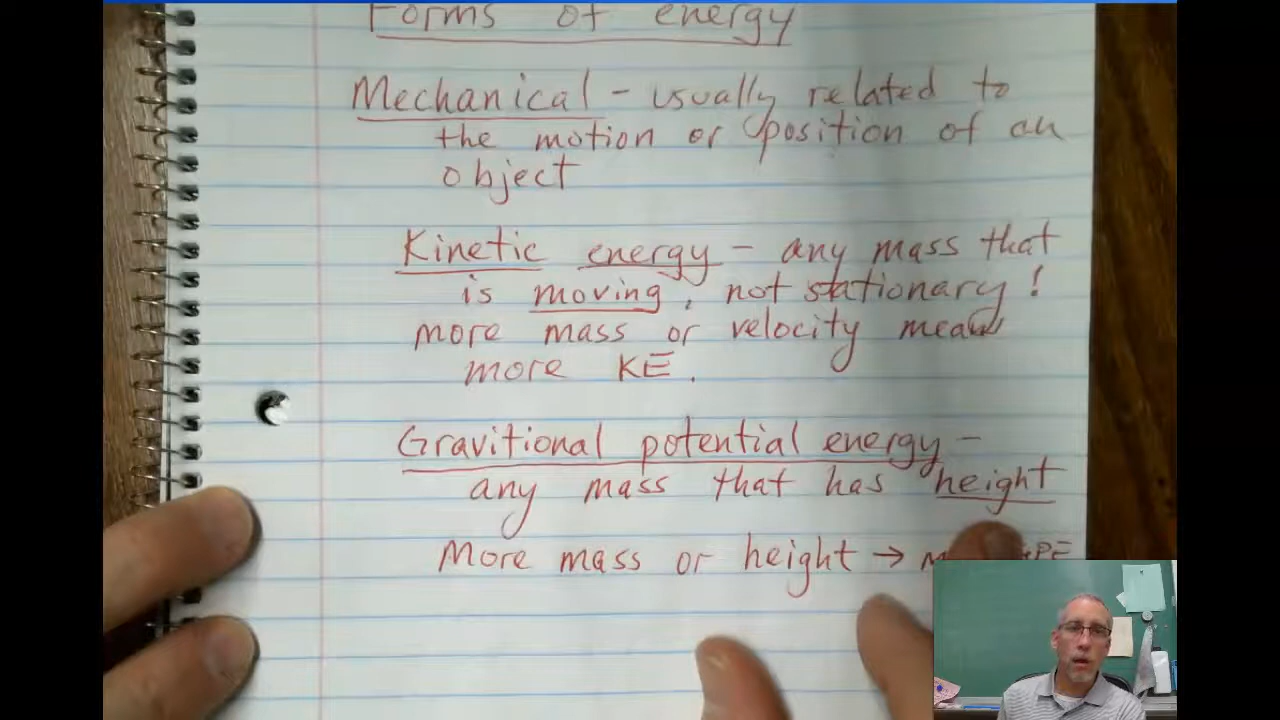 Forms of energy
Mechanical - usually related to
the motion or position of an
object
Kinetic energy - any mass that
is moving, not stationary!
more mass or velocity means
more KE.
Gravitional potential energy -
any mass that has height
More mass or height →